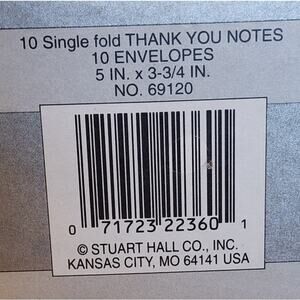 10 Single fold THANK YOU NOTES
10 ENVELOPES
5 IN. x 3-3/4 IN.
NO. 69120
0 71723 22360 1
© STUART HALL CO., INC.
KANSAS CITY, MO 64141 USA